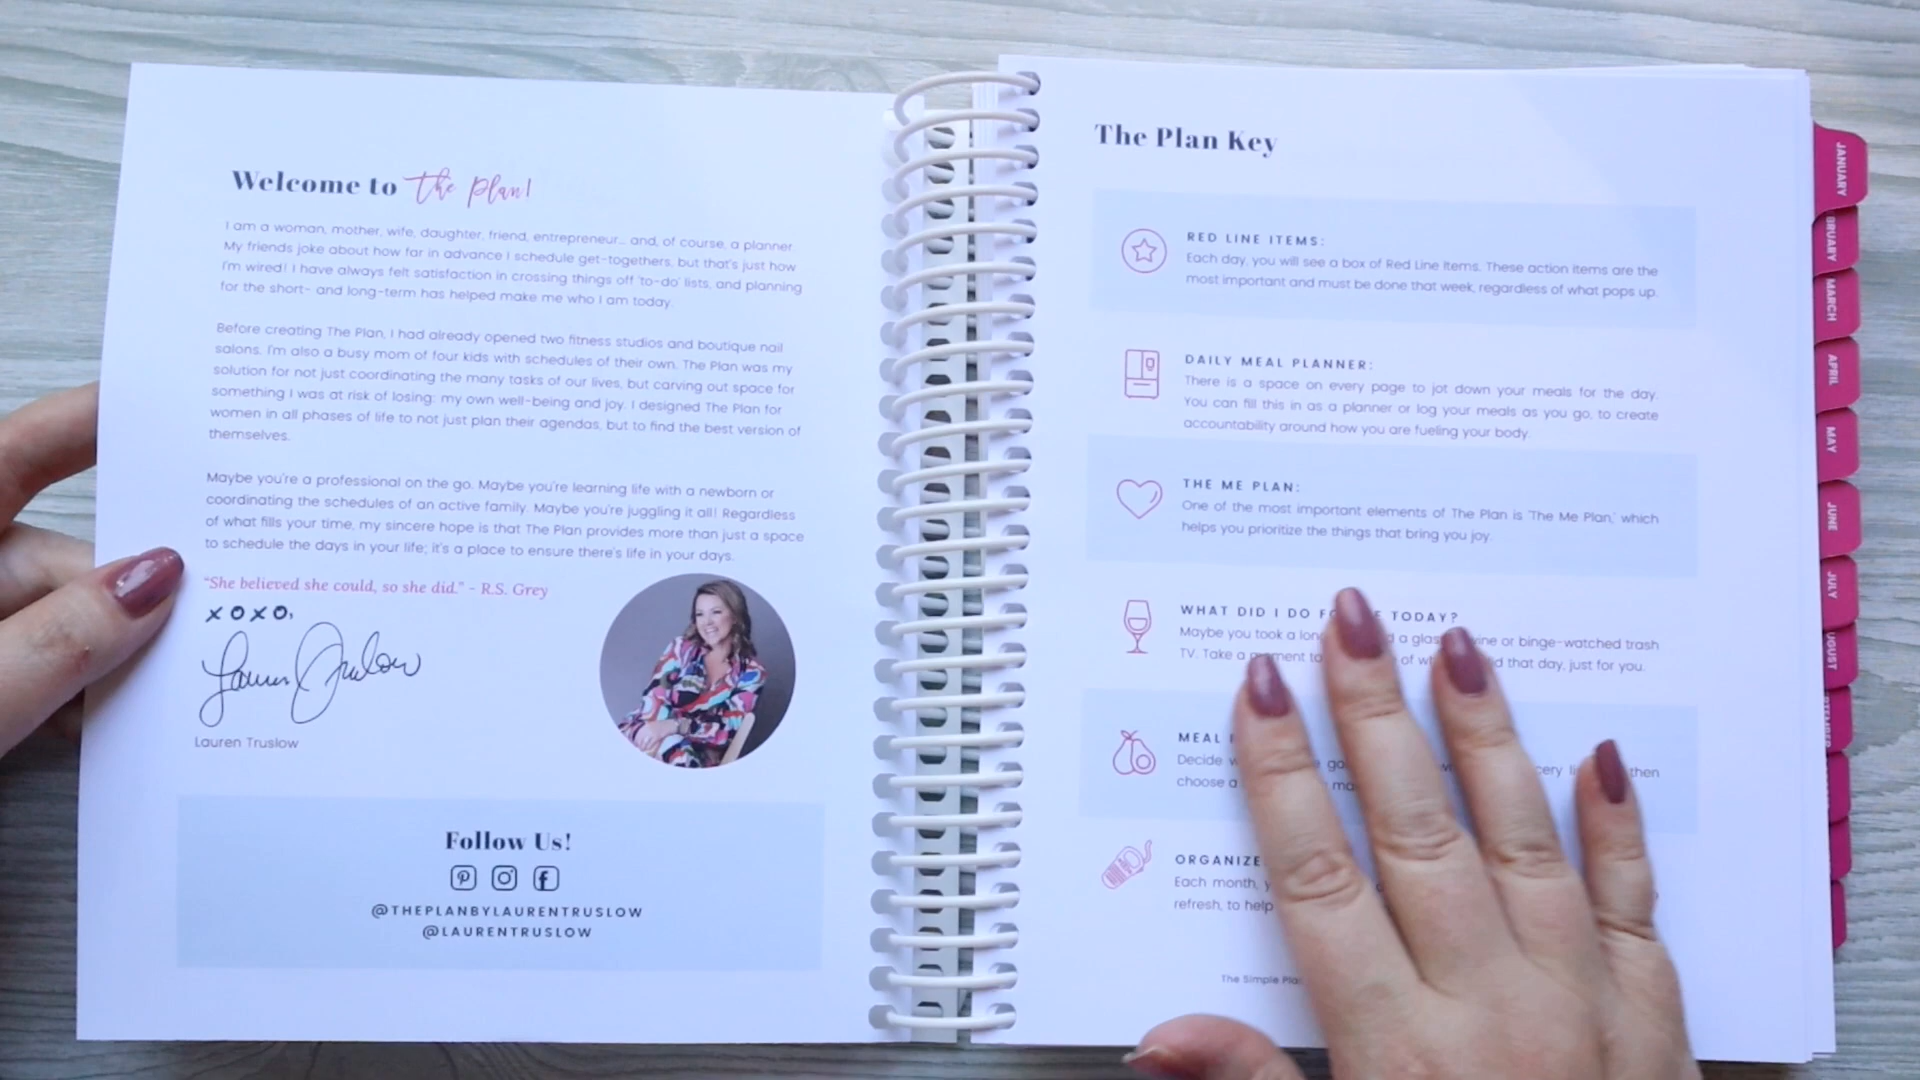 Welcome to the plan!
I am a woman, mother, wife, daughter, friend, entrepreneur... and, of course, a planner.
My friends joke about how far in advance I schedule get-togethers, but that's just how
I'm wired! I have always felt satisfaction in crossing things off 'to-do' lists, and planning
for the short- and long-term has helped make me who I am today.
Before creating The Plan, I had already opened two fitness studios and boutique nail
salons. I'm also a busy mom of four kids with schedules of their own. The Plan was my
solution for not just coordinating the many tasks of our lives, but carving out space for
something I was at risk of losing: my own well-being and joy. I designed The Plan for
women in all phases of life to not just plan their agendas, but to find the best version of
themselves.
Maybe you're a professional on the go. Maybe you're learning life with a newborn or
coordinating the schedules of an active family. Maybe you're juggling it all! Regardless
of what fills your time, my sincere hope is that The Plan provides more than just a space
to schedule the days in your life; it's a place to ensure there's life in your days.
"She believed she could, so she did." - R.S. Grey
XOXO,
Lauren Truslow
Lauren Truslow
Follow Us!
@THEPLANBYLAURENTRUSLOW
@LAURENTRUSLOW
The Plan Key
RED LINE ITEMS:
Each day, you will see a box of Red Line Items. These action items are the
most important and must be done that week, regardless of what pops up.
DAILY MEAL PLANNER:
There is a space on every page to jot down your meals for the day.
You can fill this in as a planner or log your meals as you go, to create
accountability around how you are fueling your body.
THE ME PLAN:
One of the most important elements of The Plan is 'The Me Plan,' which
helps you prioritize the things that bring you joy.
WHAT DID I DO TODAY?
Maybe you took a long a glass wine or binge-watched trash
TV. Take a moment to of that day, just for you.
MEAL
Decide then
choose a
ORGANIZE
Each month,
refresh, to help
The Simple
JANUARY
BRUARY
MARCH
APRIL
MAY
JUNE
JULY
UGUST